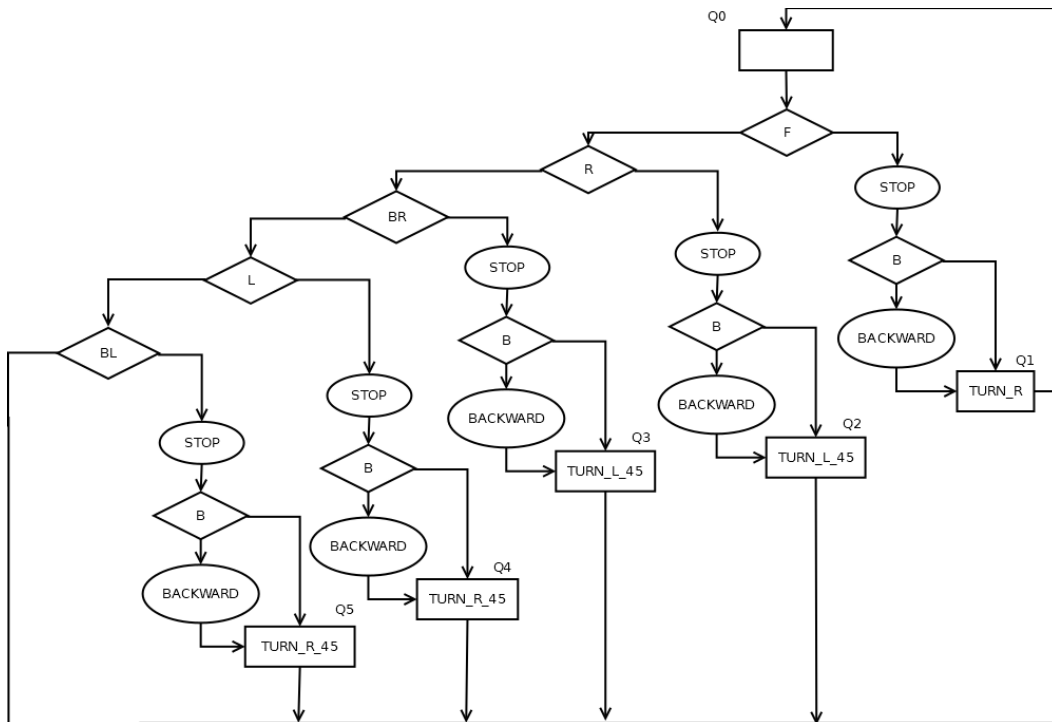 Q0
F
R
STOP
BR
STOP
B
STOP
L
B
B
BACKWARD
BL
Q1
STOP
BACKWARD
BACKWARD
TURN_R
STOP
Q3
Q2
B
TURN_L_45
TURN_L_45
B
BACKWARD
Q4
BACKWARD
TURN_R_45
Q5
TURN_R_45